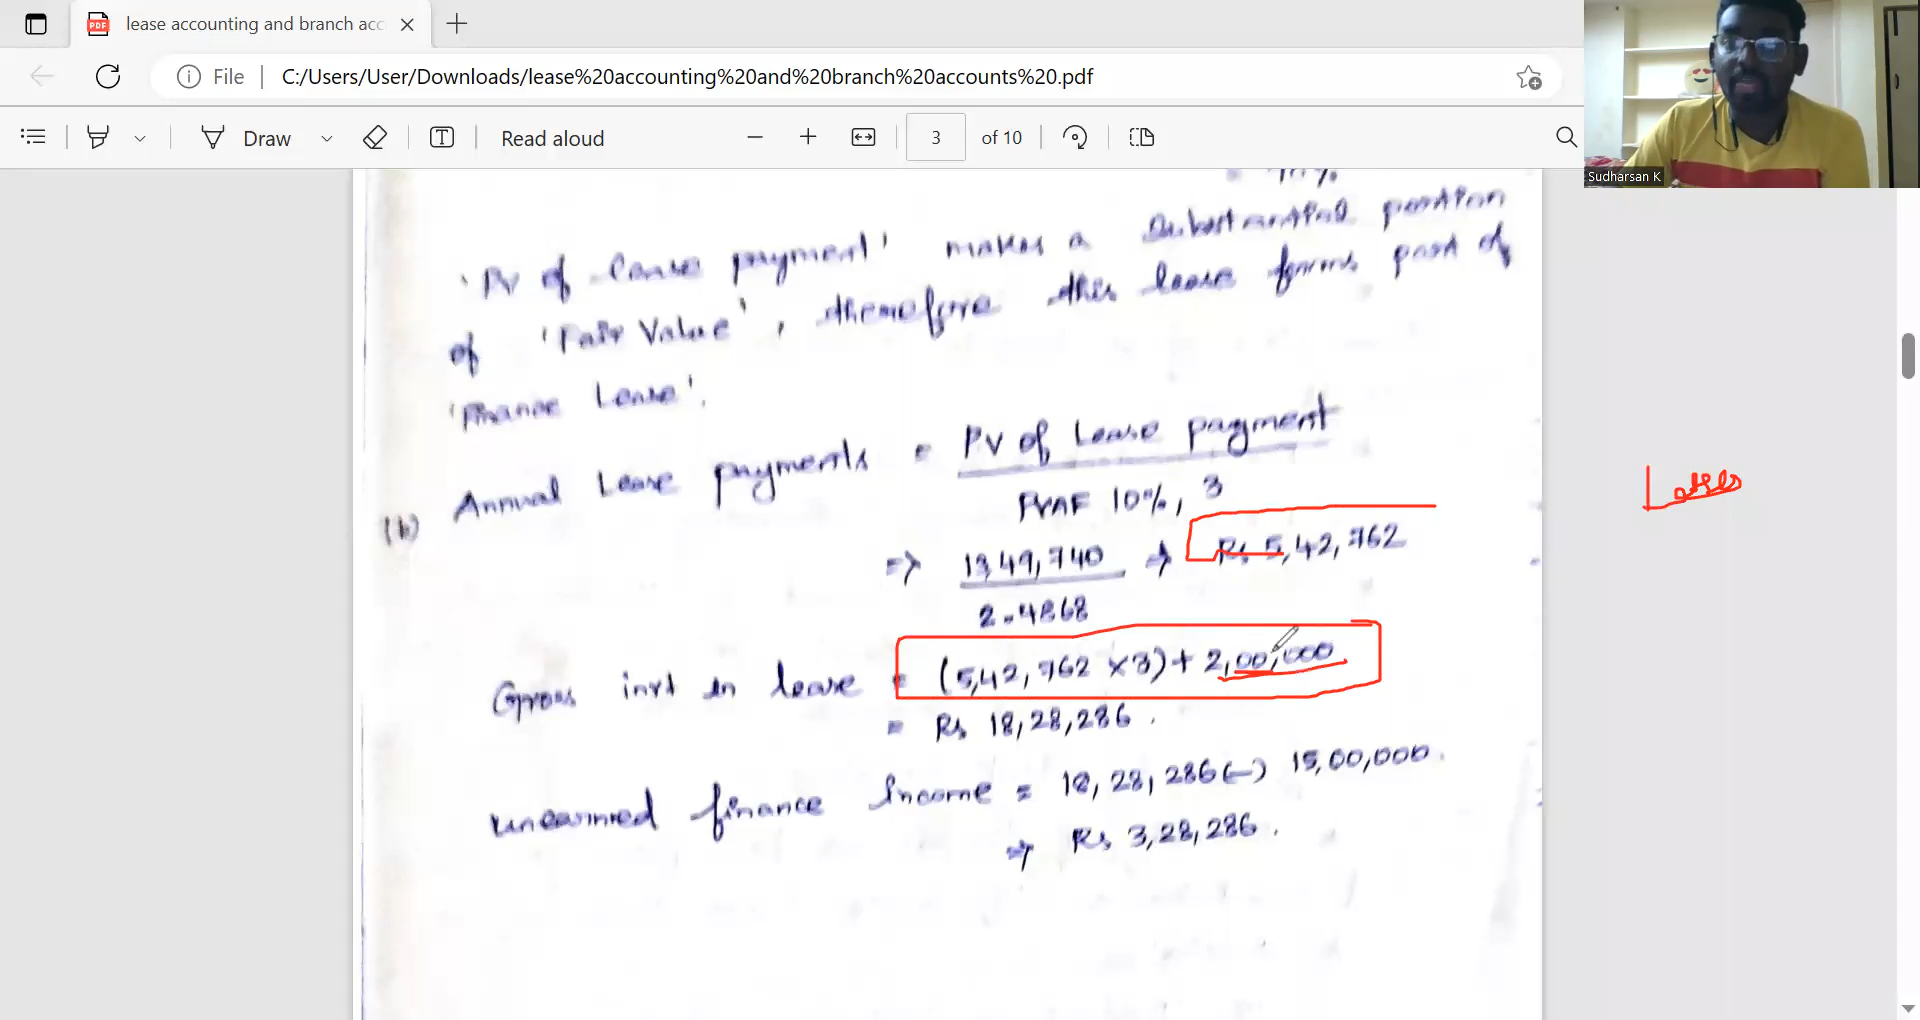 lease accounting and branch acc
File
C:/Users/User/Downloads/lease%20accounting%20and%20branch%20accounts%20.pdf
Draw
Read aloud
3 of 10
Sudharsan K
'PV of lease payment' makes a substantial portion
of 'Fair Value', therefore this lease forms part of
'Finance Lease'.
(b) Annual Lease payments = PV of Lease payment
PVAF 10%, 3
=> 13,49,740 => Rs 5,42,762
2.4868
Gross invt in lease = (5,42,762 × 3) + 2,00,000
= Rs 18,28,286.
unearned finance Income = 18,28,286 (-) 15,00,000.
=> Rs 3,28,286.